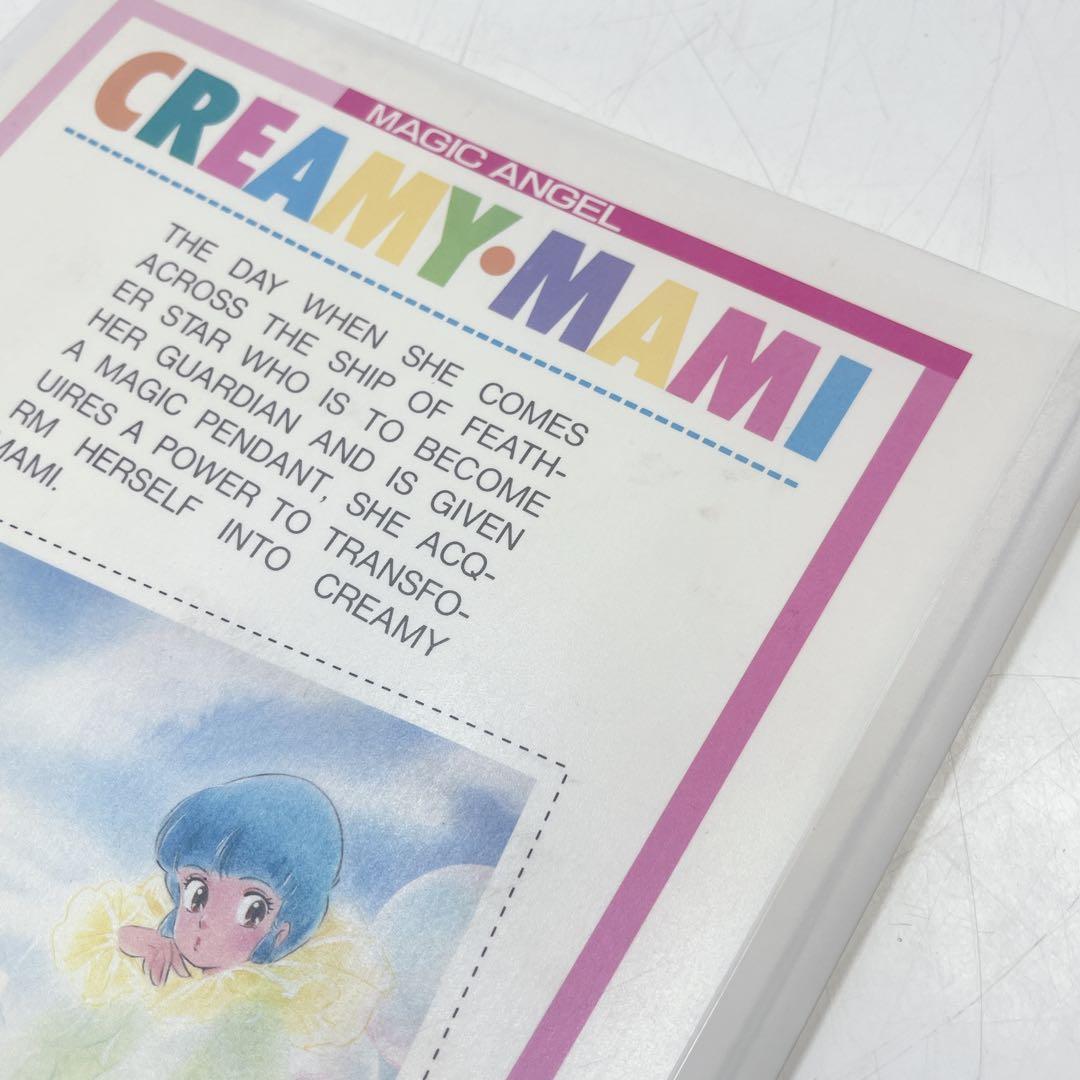 MAGIC ANGEL
CREAMY·MAMI
THE DAY WHEN SHE COMES
ACROSS THE SHIP OF FEATH-
ER STAR WHO IS TO BECOME
HER GUARDIAN AND IS GIVEN
A MAGIC PENDANT, SHE ACQ-
UIRES A POWER TO TRANSFO-
RM HERSELF INTO CREAMY
MAMI.